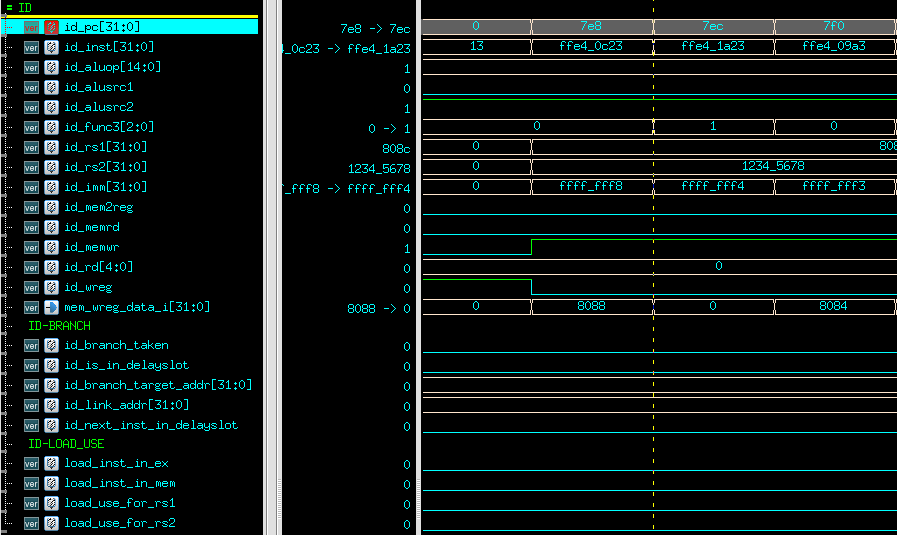 = ID
ver id_pc[31:0] 7e8 -> 7ec 0 7e8 7ec 7f0
ver id_inst[31:0] _0c23 -> ffe4_1a23 13 ffe4_0c23 ffe4_1a23 ffe4_09a3
ver id_aluop[14:0] 1
ver id_alusrc1 0
ver id_alusrc2 1
ver id_func3[2:0] 0 -> 1 0 1 0
ver id_rs1[31:0] 808c 0 808
ver id_rs2[31:0] 1234_5678 0 1234_5678
ver id_imm[31:0] f_fff8 -> ffff_fff4 0 ffff_fff8 ffff_fff4 ffff_fff3
ver id_mem2reg 0
ver id_memrd 0
ver id_memwr 1
ver id_rd[4:0] 0 0
ver id_wreg 0
ver mem_wreg_data_i[31:0] 8088 -> 0 0 8088 0 8084
ID-BRANCH
ver id_branch_taken 0
ver id_is_in_delayslot 0
ver id_branch_target_addr[31:0] 0
ver id_link_addr[31:0] 0
ver id_next_inst_in_delayslot 0
ID-LOAD_USE
ver load_inst_in_ex 0
ver load_inst_in_mem 0
ver load_use_for_rs1 0
ver load_use_for_rs2 0